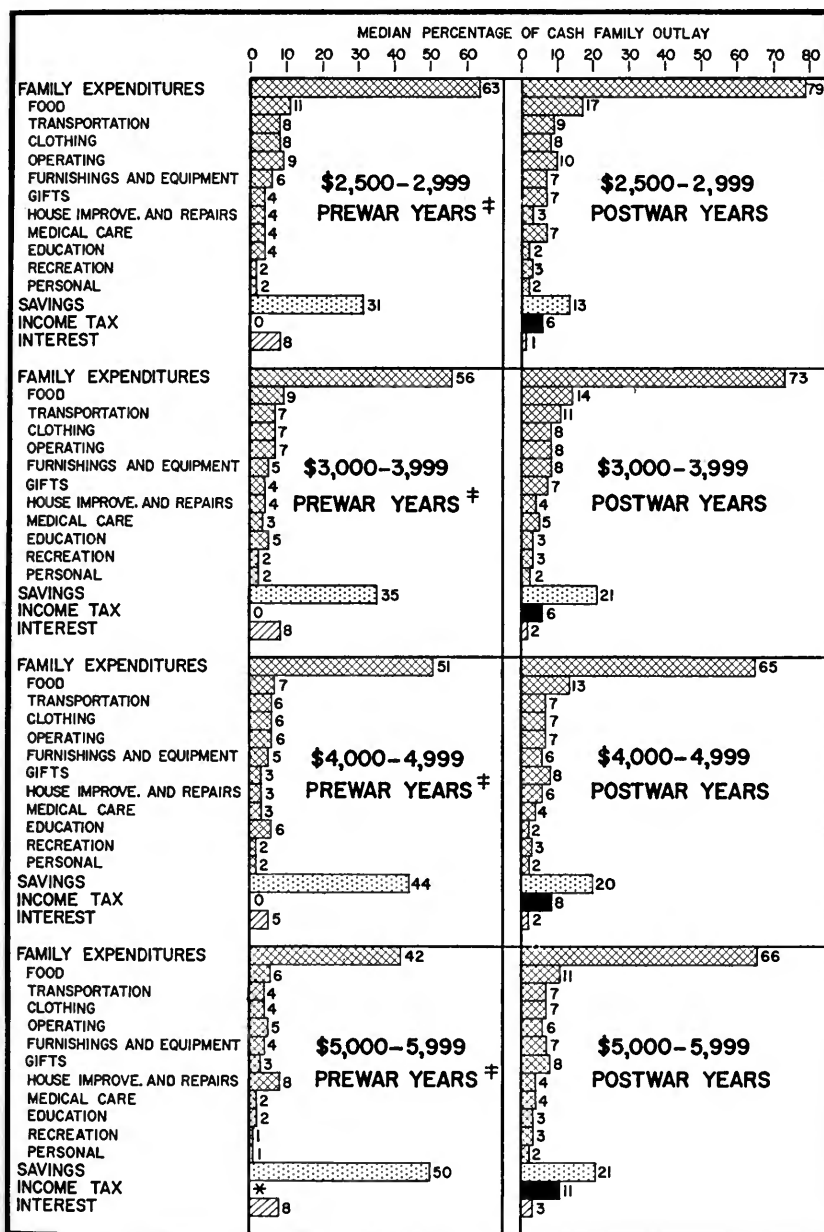 MEDIAN PERCENTAGE OF CASH FAMILY OUTLAY
0 10 20 30 40 50 60 0 10 20 30 40 50 60 70 80
FAMILY EXPENDITURES 63 79
FOOD 11 17
TRANSPORTATION 8 9
CLOTHING 8 8
OPERATING 9 10
FURNISHINGS AND EQUIPMENT 6 $2,500-2,999 7 $2,500-2,999
GIFTS 4 7
HOUSE IMPROVE. AND REPAIRS 4 PREWAR YEARS ‡ 3 POSTWAR YEARS
MEDICAL CARE 4 7
EDUCATION 4 2
RECREATION 2 3
PERSONAL 2 2
SAVINGS 31 13
INCOME TAX 0 6
INTEREST 8 1
FAMILY EXPENDITURES 56 73
FOOD 9 14
TRANSPORTATION 7 11
CLOTHING 7 8
OPERATING 7 8
FURNISHINGS AND EQUIPMENT 5 $3,000-3,999 8 $3,000-3,999
GIFTS 4 7
HOUSE IMPROVE. AND REPAIRS 4 PREWAR YEARS ‡ 4 POSTWAR YEARS
MEDICAL CARE 3 5
EDUCATION 5 3
RECREATION 2 3
PERSONAL 2 2
SAVINGS 35 21
INCOME TAX 0 6
INTEREST 8 2
FAMILY EXPENDITURES 51 65
FOOD 7 13
TRANSPORTATION 6 7
CLOTHING 6 7
OPERATING 6 7
FURNISHINGS AND EQUIPMENT 5 $4,000-4,999 6 $4,000-4,999
GIFTS 3 8
HOUSE IMPROVE. AND REPAIRS 3 PREWAR YEARS ‡ 6 POSTWAR YEARS
MEDICAL CARE 3 4
EDUCATION 6 2
RECREATION 2 3
PERSONAL 2 2
SAVINGS 44 20
INCOME TAX 0 8
INTEREST 5 2
FAMILY EXPENDITURES 42 66
FOOD 6 11
TRANSPORTATION 4 7
CLOTHING 4 7
OPERATING 5 6
FURNISHINGS AND EQUIPMENT 4 $5,000-5,999 7 $5,000-5,999
GIFTS 3 8
HOUSE IMPROVE. AND REPAIRS 8 PREWAR YEARS ‡ 4 POSTWAR YEARS
MEDICAL CARE 2 4
EDUCATION 2 3
RECREATION 1 3
PERSONAL 1 2
SAVINGS 50 21
INCOME TAX * 11
INTEREST 8 3